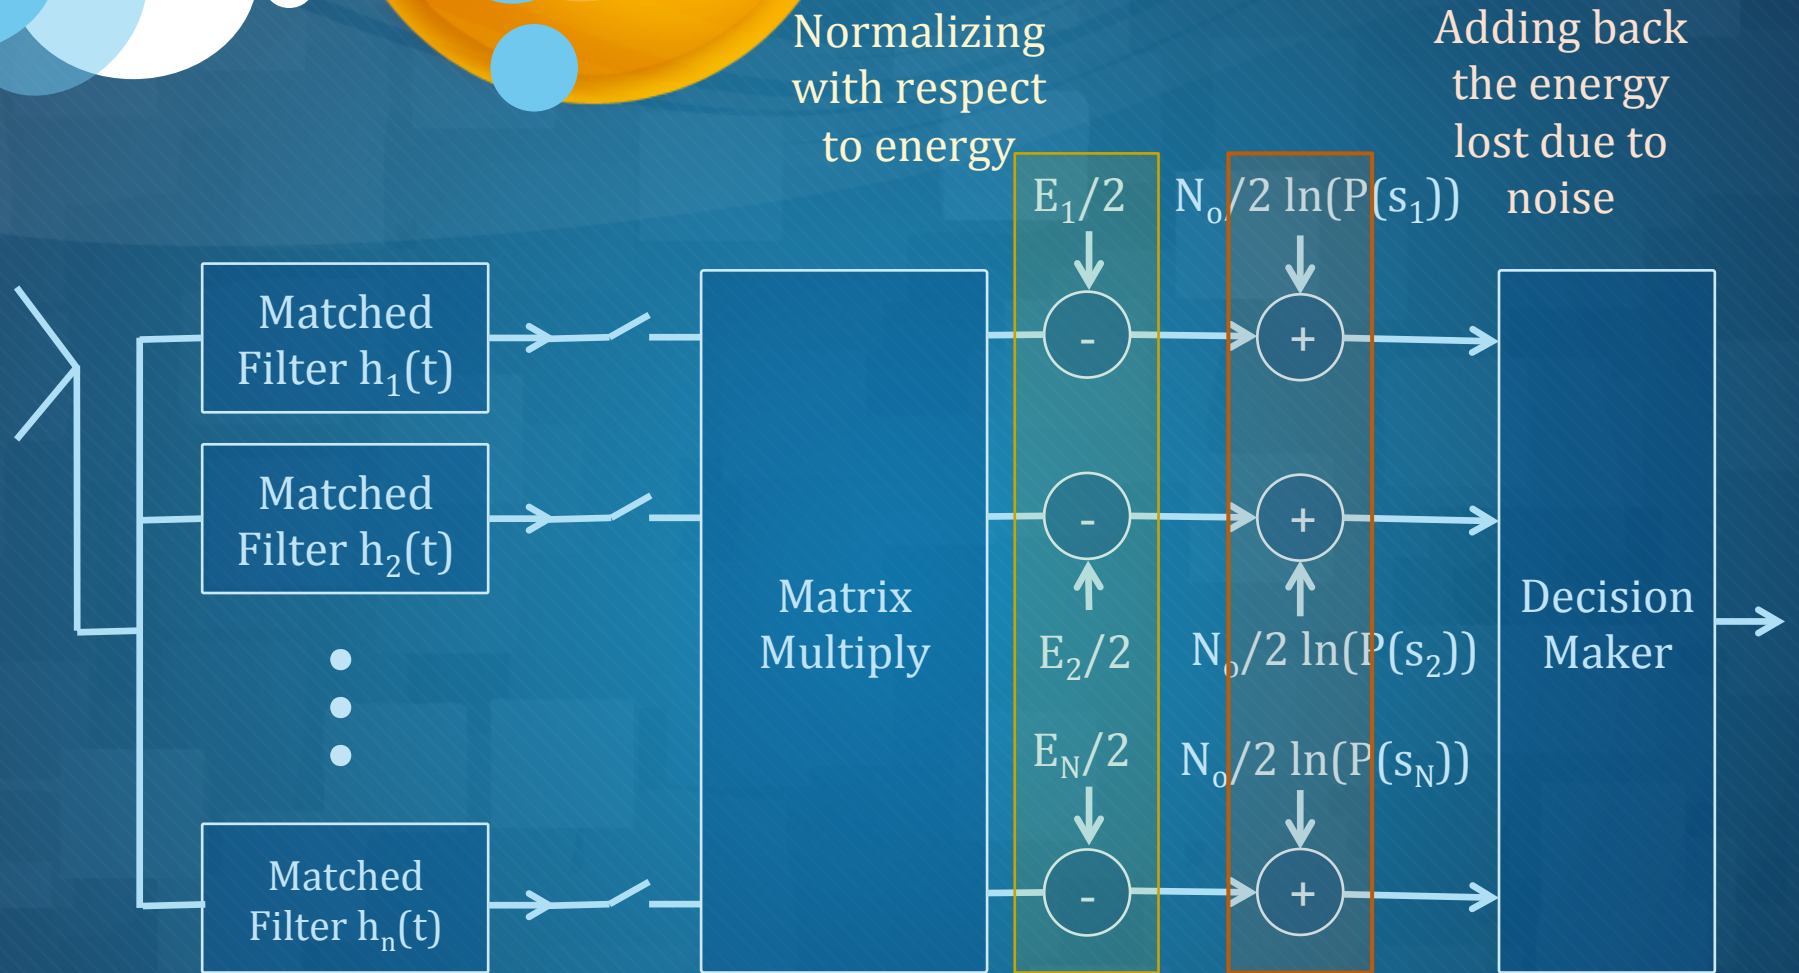 Normalizing
with respect
to energy
Adding back
the energy
lost due to
noise
E₁/2
Nₒ/2 ln(P(s₁))
Matched
Filter h₁(t)
-
+
Matched
Filter h₂(t)
-
+
Matrix
Multiply
E₂/2
Nₒ/2 ln(P(s₂))
Decision
Maker
E_N/2
Nₒ/2 ln(P(s_N))
Matched
Filter hₙ(t)
-
+